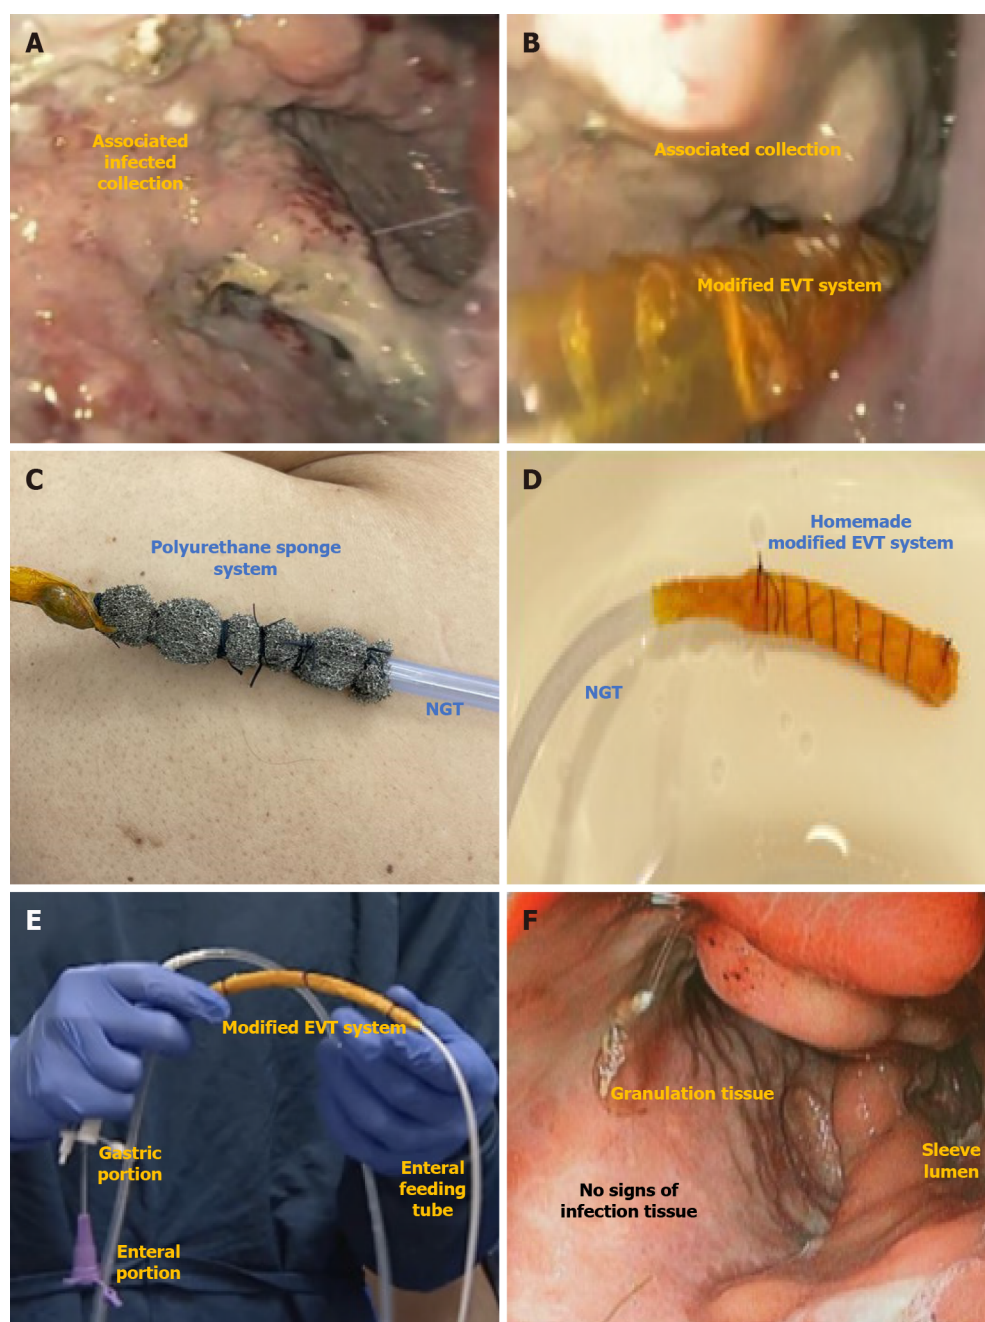 A
Associated
infected
collection
B
Associated collection
Modified EVT system
C
Polyurethane sponge
system
NGT
D
Homemade
modified EVT system
NGT
E
Modified EVT system
Gastric
portion
Enteral
feeding
tube
Enteral
portion
F
Granulation tissue
Sleeve
lumen
No signs of
infection tissue